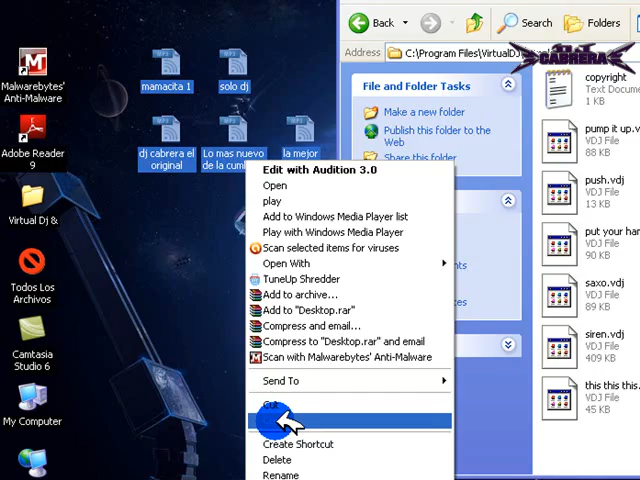 Malwarebytes'
Anti-Malware
Adobe Reader
9
Virtual Dj &
Todos Los
Archivos
Camtasia
Studio 6
My Computer
MP3
mamacita 1
MP3
solo dj
MP3
dj cabrera el
original
MP3
Lo mas nuevo
de la cum
MP3
la mejor
Edit with Audition 3.0
Open
play
Add to Windows Media Player list
Play with Windows Media Player
Scan selected items for viruses
Open With
TuneUp Shredder
Add to archive...
Add to "Desktop.rar"
Compress and email...
Compress to "Desktop.rar" and email
Scan with Malwarebytes' Anti-Malware
Send To
Cut
Create Shortcut
Delete
Rename
Back
Search
Folders
Address
C:\Program Files\VirtualDJ
CABRERA
File and Folder Tasks
Make a new folder
Publish this folder to the
Web
Share this folder
copyright
Text Docume
1 KB
pump it up.v
VDJ File
88 KB
push.vdj
VDJ File
13 KB
put your har
VDJ File
90 KB
saxo.vdj
VDJ File
89 KB
siren.vdj
VDJ File
409 KB
this this this.
VDJ File
45 KB